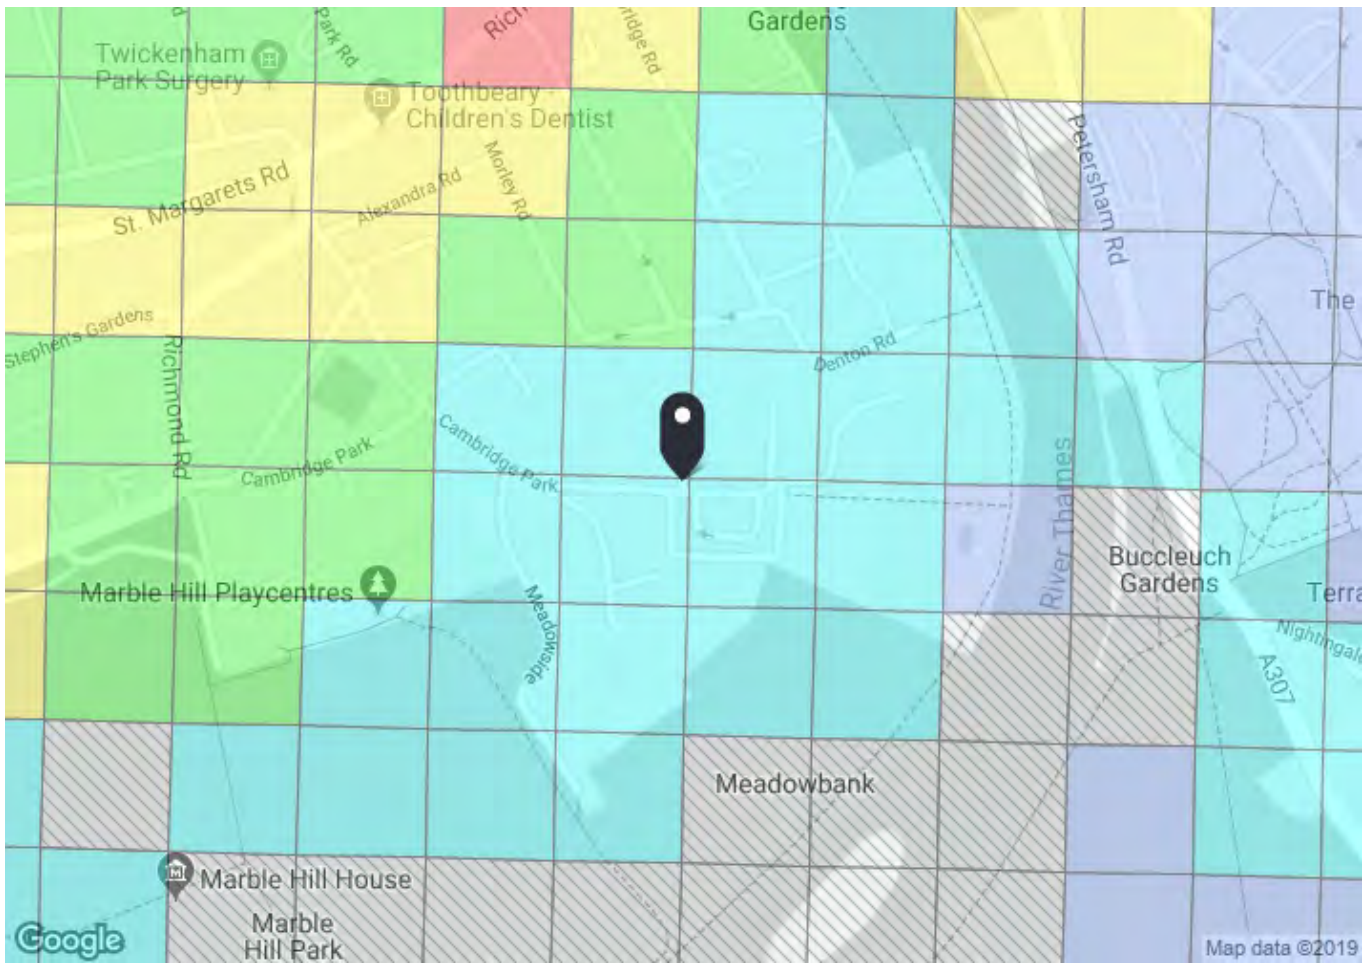 Gardens
Park Rd
Twickenham
Park Surgery
Toothbeary -
Children's Dentist
Petersham Rd
Morley Rd
St. Margarets Rd
Alexandra Rd
The
Stephen's Gardens
Richmond Rd
Denton Rd
Cambridge Park
Cambridge Park
River Thames
Buccleuch
Gardens
Marble Hill Playcentres
Meadowside
Nightingale
A307
Meadowbank
Marble Hill House
Marble
Hill Park
Google
Map data ©2019